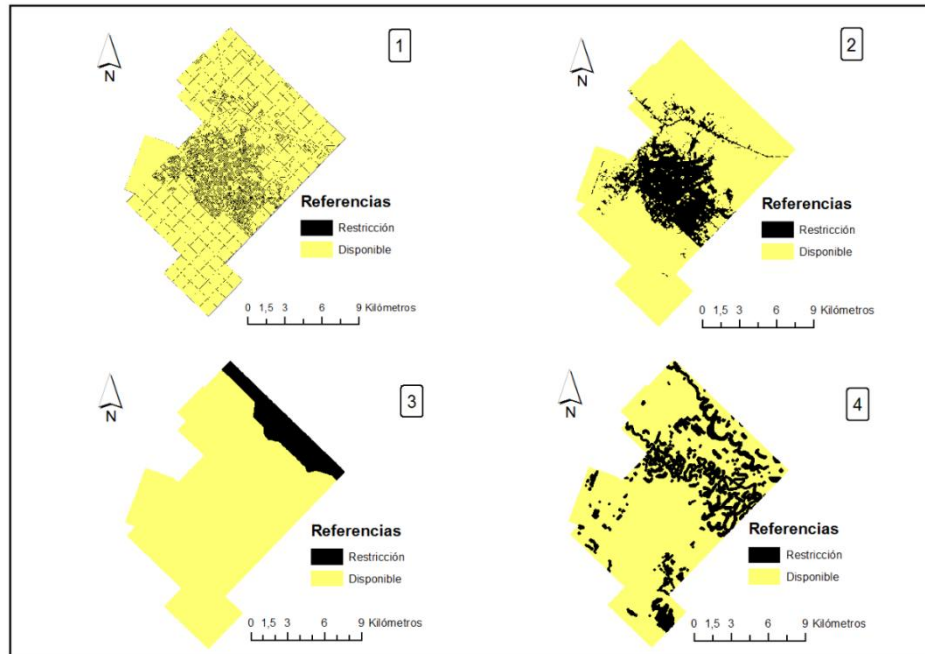 1
N
Referencias
Restricción
Disponible
0 1,5 3 6 9 Kilómetros
2
N
Referencias
Restricción
Disponible
0 1,5 3 6 9 Kilómetros
3
N
Referencias
Restricción
Disponible
0 1,5 3 6 9 Kilómetros
4
N
Referencias
Restricción
Disponible
0 1,5 3 6 9 Kilómetros